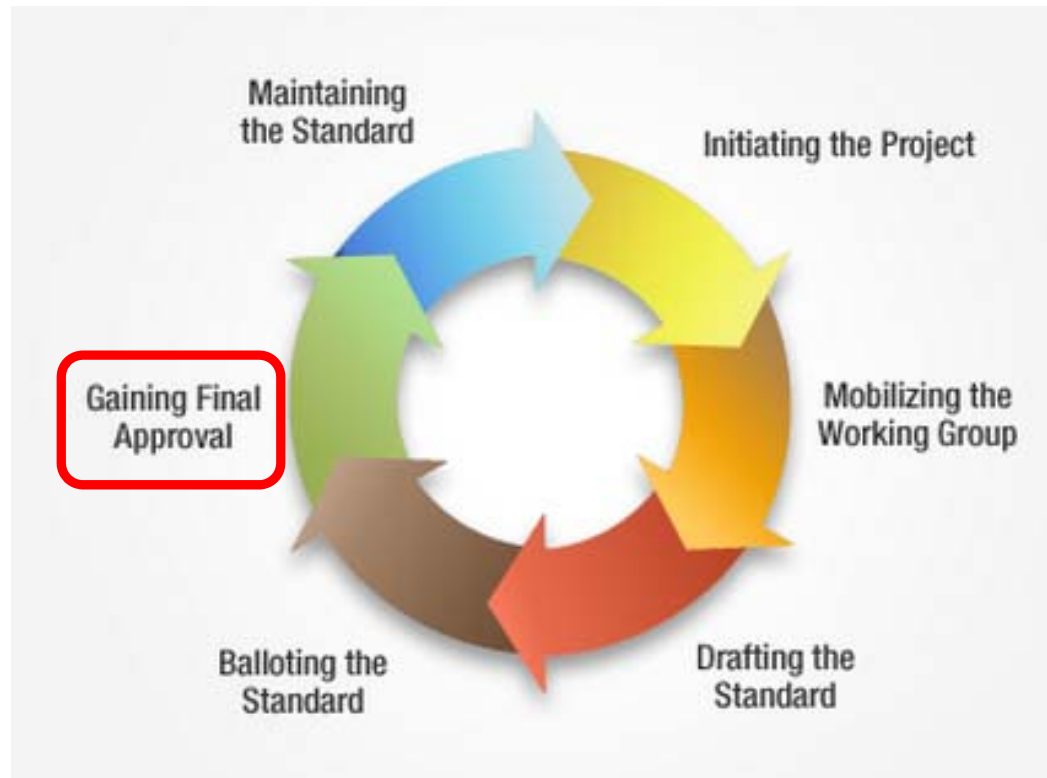 Maintaining
the Standard
Initiating the Project
Mobilizing the
Working Group
Drafting the
Standard
Balloting the
Standard
Gaining Final
Approval